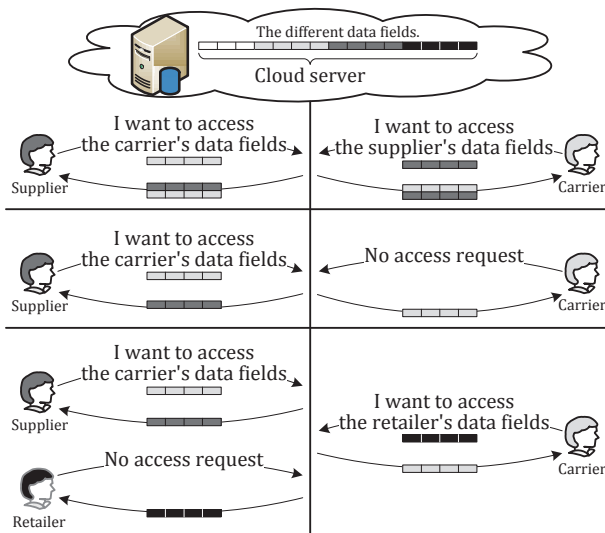 The different data fields.
Cloud server
I want to access
the carrier's data fields
Supplier
I want to access
the supplier's data fields
Carrier
I want to access
the carrier's data fields
Supplier
No access request
Carrier
I want to access
the carrier's data fields
Supplier
I want to access
the retailer's data fields
Carrier
No access request
Retailer